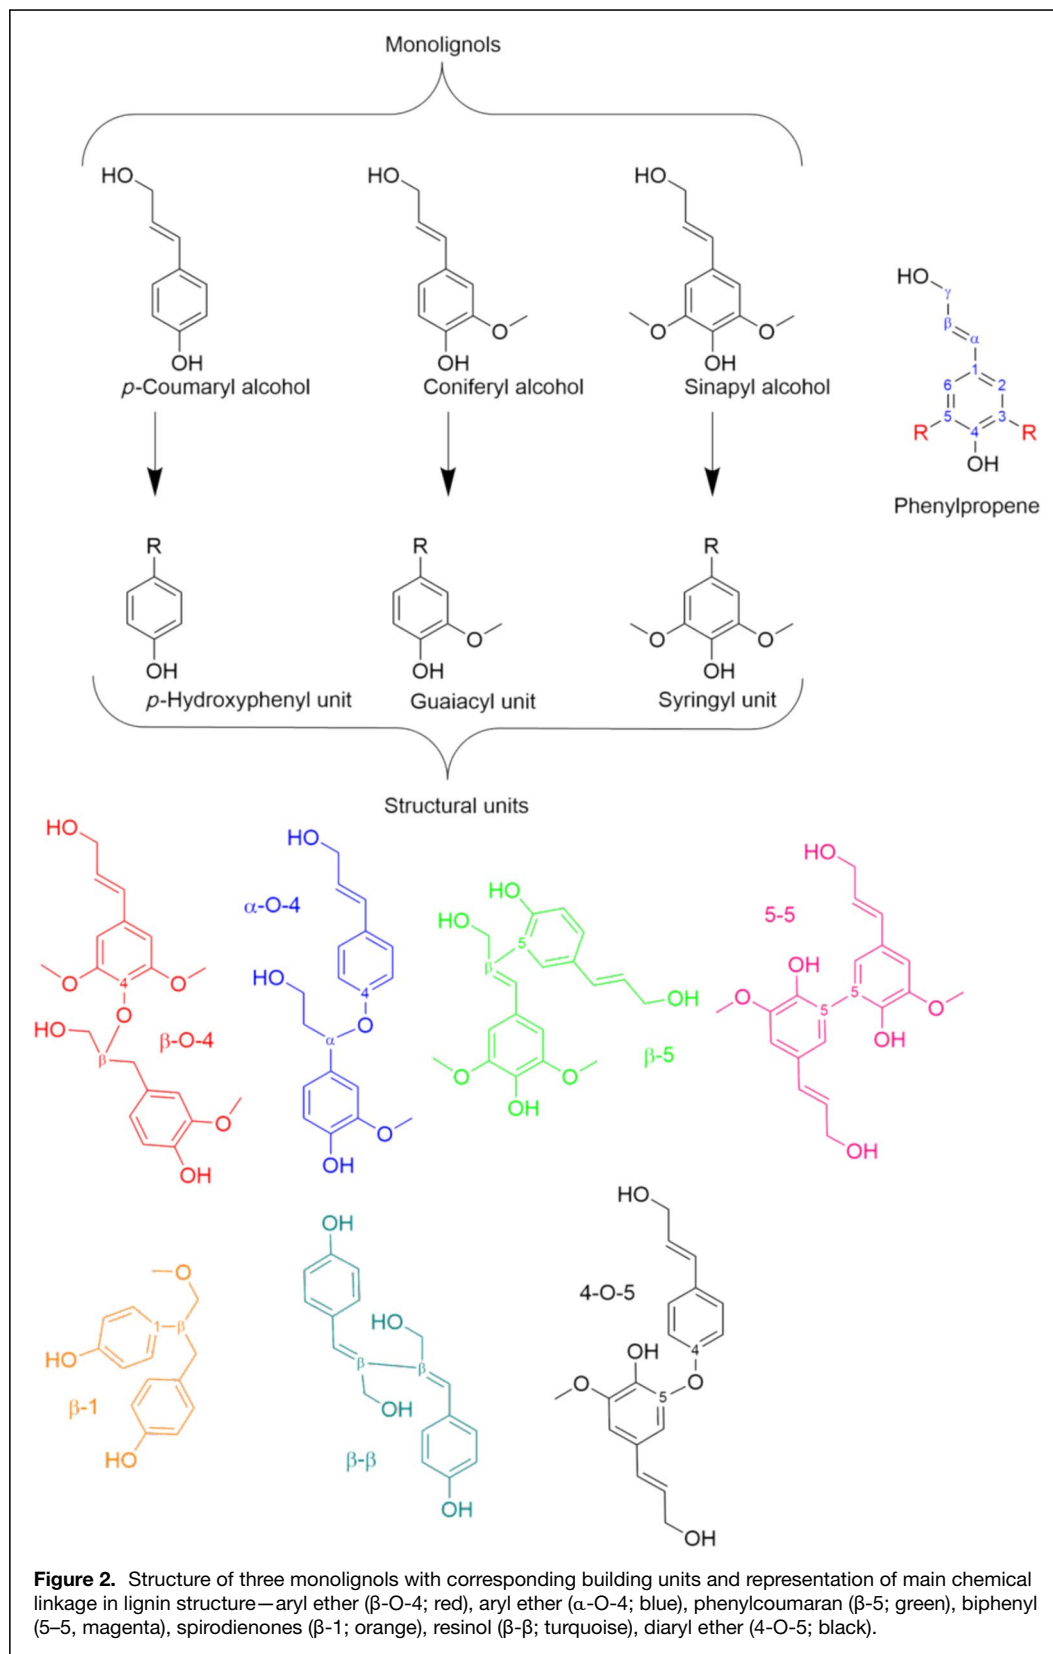 Monolignols
HO
HO
HO
O
O
O
OH
OH
OH
p-Coumaryl alcohol
Coniferyl alcohol
Sinapyl alcohol
HO
γ
β
α
1
6
2
5
3
4
R
R
OH
Phenylpropene
R
R
R
O
O
O
OH
OH
OH
p-Hydroxyphenyl unit
Guaiacyl unit
Syringyl unit
Structural units
HO
O
O
4
O
HO
β
β-O-4
O
OH
HO
α-O-4
4
HO
O
α
O
OH
HO
HO
5
β
OH
β-5
O
O
OH
HO
5-5
OH
O
5
5
O
OH
OH
O
1
β
HO
β-1
HO
OH
HO
β
β
OH
β-β
OH
HO
4-O-5
4
OH
O
O
5
OH
Figure 2. Structure of three monolignols with corresponding building units and representation of main chemical
linkage in lignin structure—aryl ether (β-O-4; red), aryl ether (α-O-4; blue), phenylcoumaran (β-5; green), biphenyl
(5–5, magenta), spirodienones (β-1; orange), resinol (β-β; turquoise), diaryl ether (4-O-5; black).